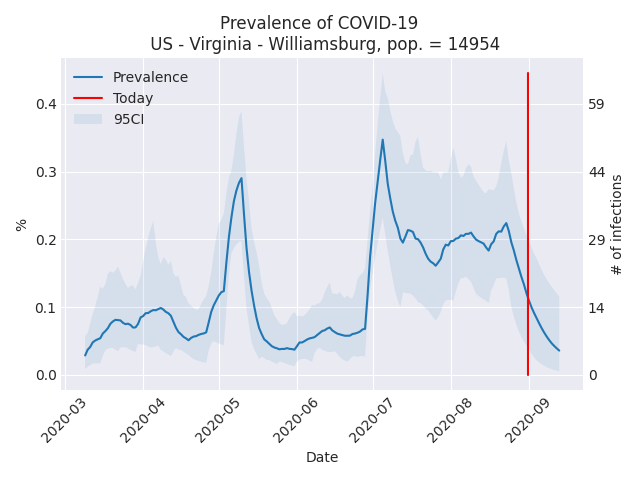 Prevalence of COVID-19
US - Virginia - Williamsburg, pop. = 14954
Prevalence
Today
95CI
0.4
0.3
0.2
0.1
0.0
%
59
44
29
14
0
# of infections
2020-03
2020-04
2020-05
2020-06
2020-07
2020-08
2020-09
Date